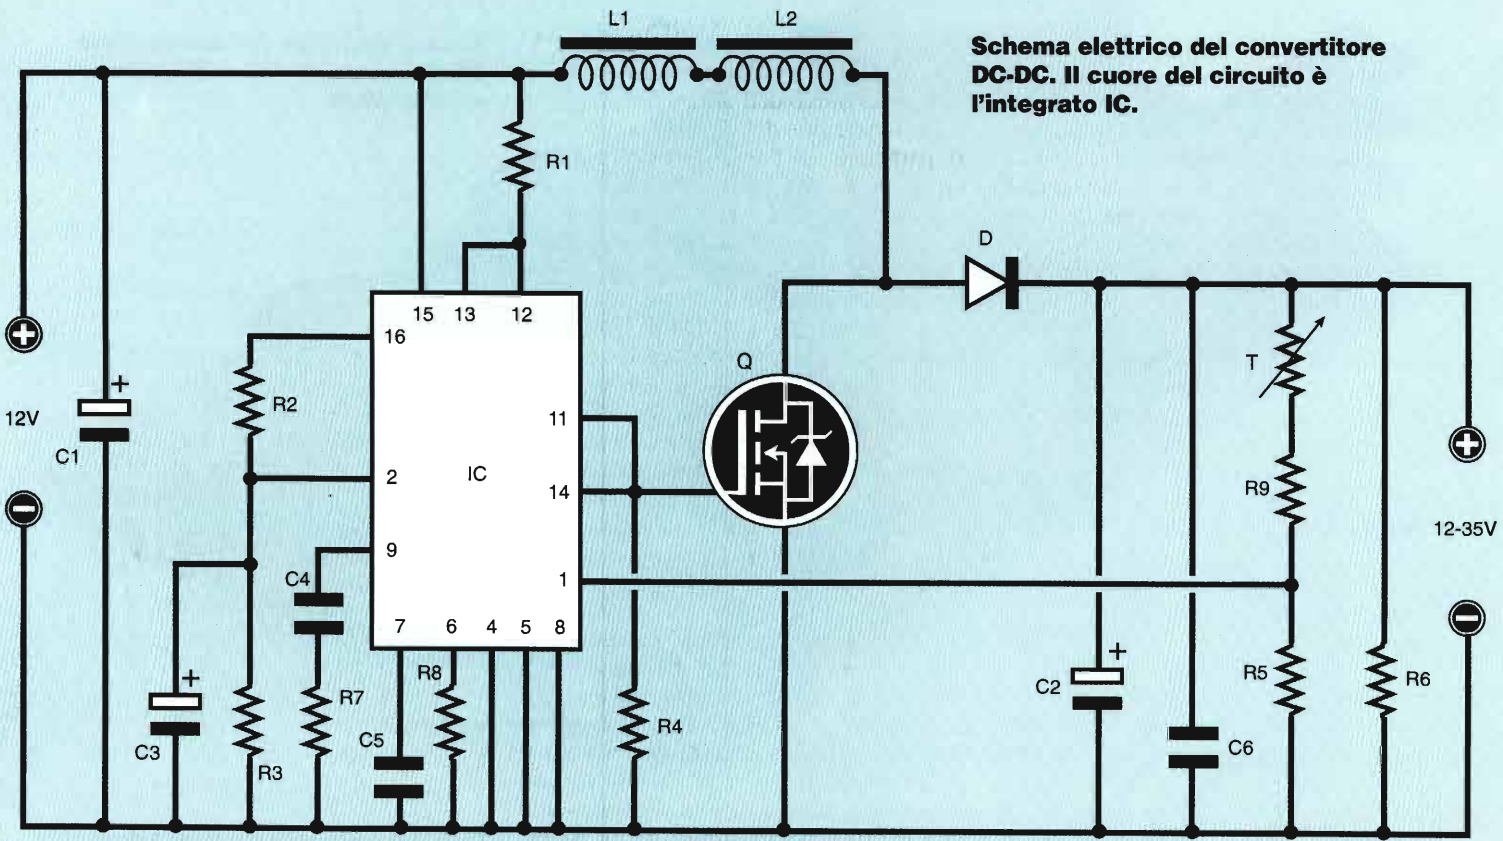 L1
L2
Schema elettrico del convertitore
DC-DC. Il cuore del circuito è
l'integrato IC.
R1
D
15 13 12
16
+
12V
−
+
C1
R2
11
Q
T
2
IC
14
R9
+
12-35V
−
9
C4
1
7 6 4 5 8
R8
+
C3
R3
R7
C5
R4
+
C2
C6
R5
R6